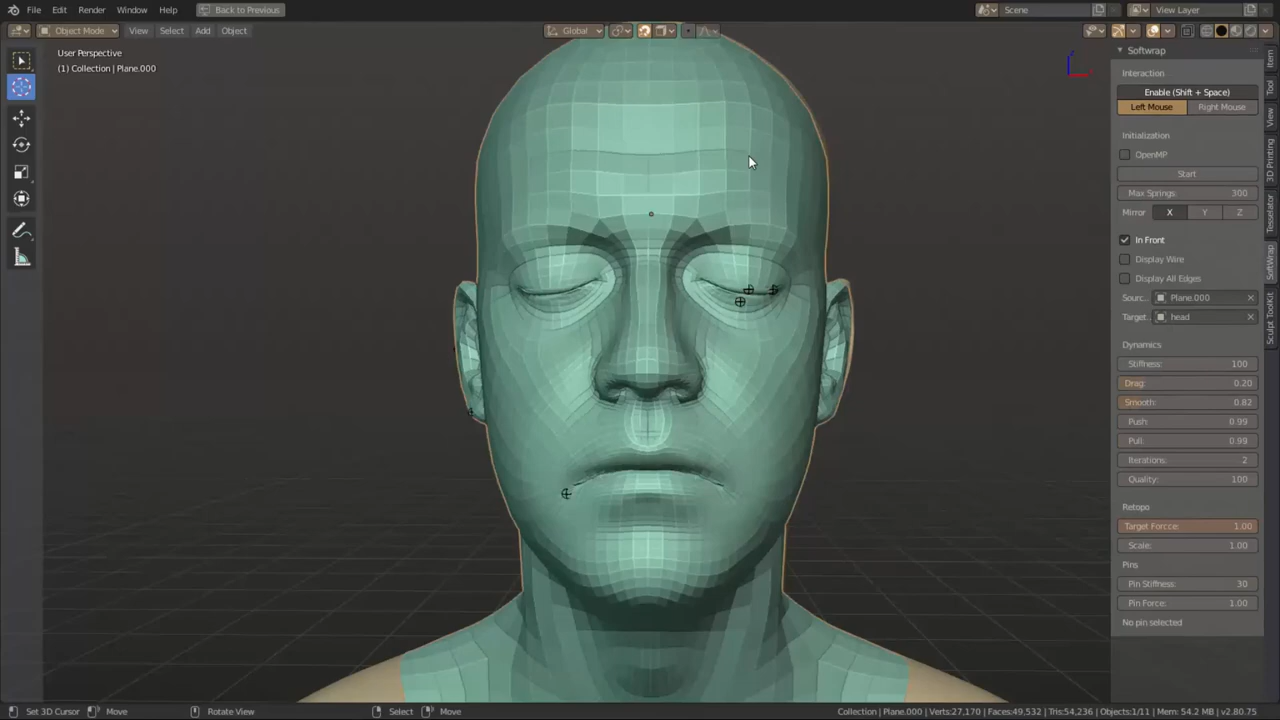 File Edit Render Window Help Back to Previous Scene View Layer
Object Mode View Select Add Object Global
User Perspective
(1) Collection | Plane.000
Z
Softwrap
Interaction
Enable (Shift + Space)
Left Mouse Right Mouse
Initialization
OpenMP
Start
Max Springs: 300
Mirror X Y Z
In Front
Display Wire
Display All Edges
Sourc.. Plane.000
Target.. head
Dynamics
Stiffness: 100
Drag: 0.20
Smooth: 0.82
Push: 0.99
Pull: 0.99
Iterations: 2
Quality: 100
Retopo
Target Forcce: 1.00
Scale: 1.00
Pins
Pin Stiffness: 30
Pin Force: 1.00
No pin selected
Item
Tool
View
3D Printing
Tesselator
SoftWrap
Sculpt ToolKit
Set 3D Cursor Move Rotate View Select Move Collection | Plane.000 | Verts:27,170 | Faces:49,532 | Tris:54,236 | Objects:1/11 | Mem: 54.2 MB | v2.80.75